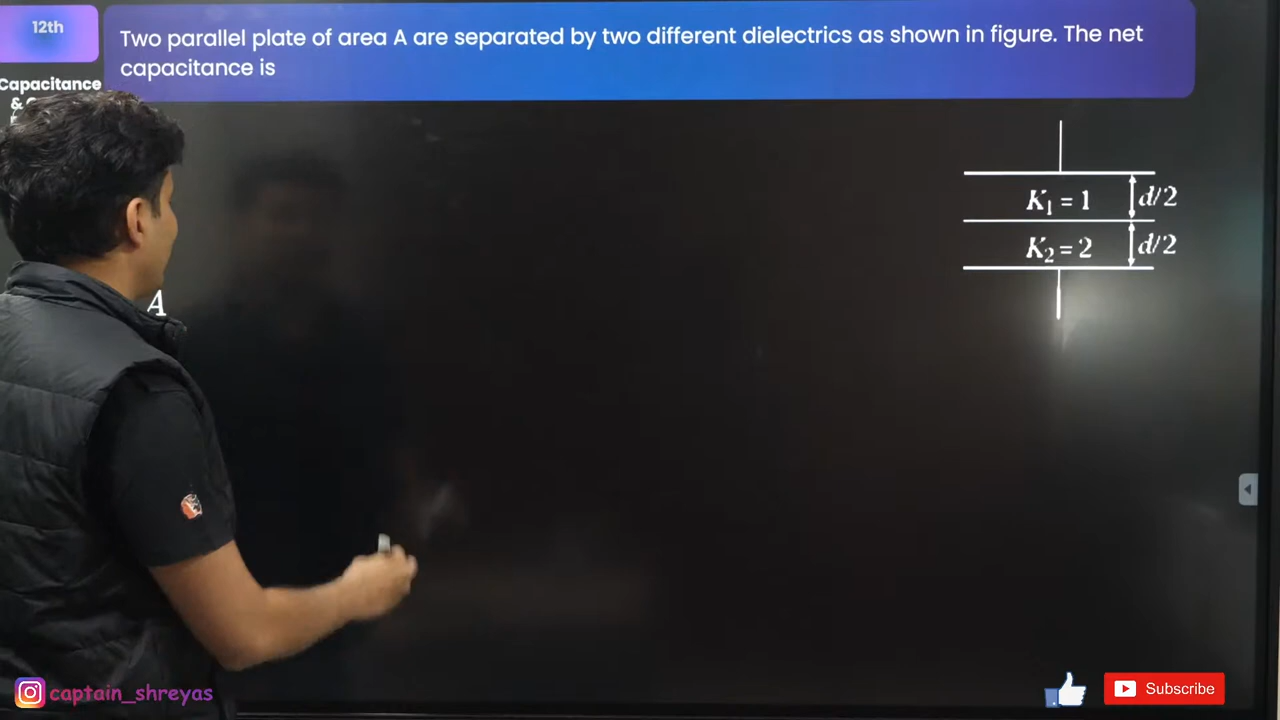 12th
Two parallel plate of area A are separated by two different dielectrics as shown in figure. The net
capacitance is
Capacitance
&
K₁ = 1
d/2
K₂ = 2
d/2
A
captain_shreyas
Subscribe